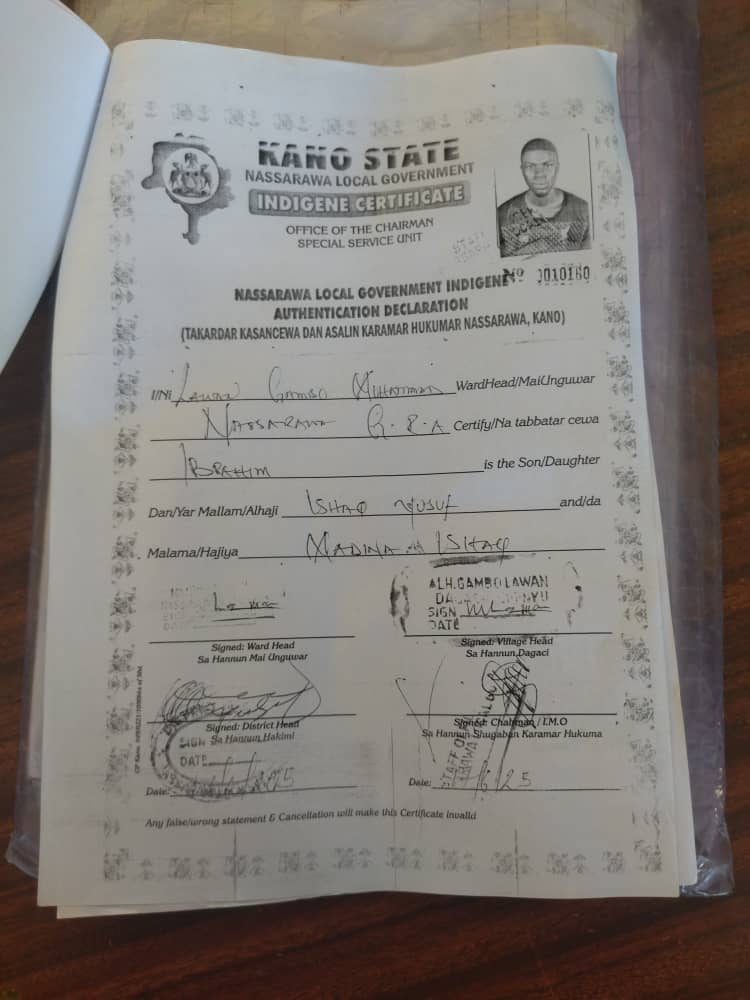 KANO STATE
NASSARAWA LOCAL GOVERNMENT
INDIGENE CERTIFICATE
OFFICE OF THE CHAIRMAN
SPECIAL SERVICE UNIT
No 0010160
NASSARAWA LOCAL GOVERNMENT INDIGENE
AUTHENTICATION DECLARATION
(TAKARDAR KASANCEWA DAN ASALIN KARAMAR HUKUMAR NASSARAWA, KANO)
I/Ni Lawan Gambo Muhammad WardHead/MaiUnguwar
Nassarawa G.R.A Certify/Na tabbatar cewa
IBRAHIM is the Son/Daughter
Dan/Yar Mallam/Alhaji ISHAQ YUSUF and/da
Malama/Hajiya MADINA ISHAQ
ALH.GAMBO LAWAN
SIGN
DATE
Signed: Ward Head
Sa Hannun Mai Unguwar
Signed: Village Head
Sa Hannun Dagaci
Signed: District Head
Sa Hannun Hakimi
SIGN
DATE
Signed: Chairman / I.M.O
Sa Hannun Shugaban Karamar Hukuma
STAFF
Date:
Date: 25
Any false/wrong statement & Cancellation will make this Certificate invalid